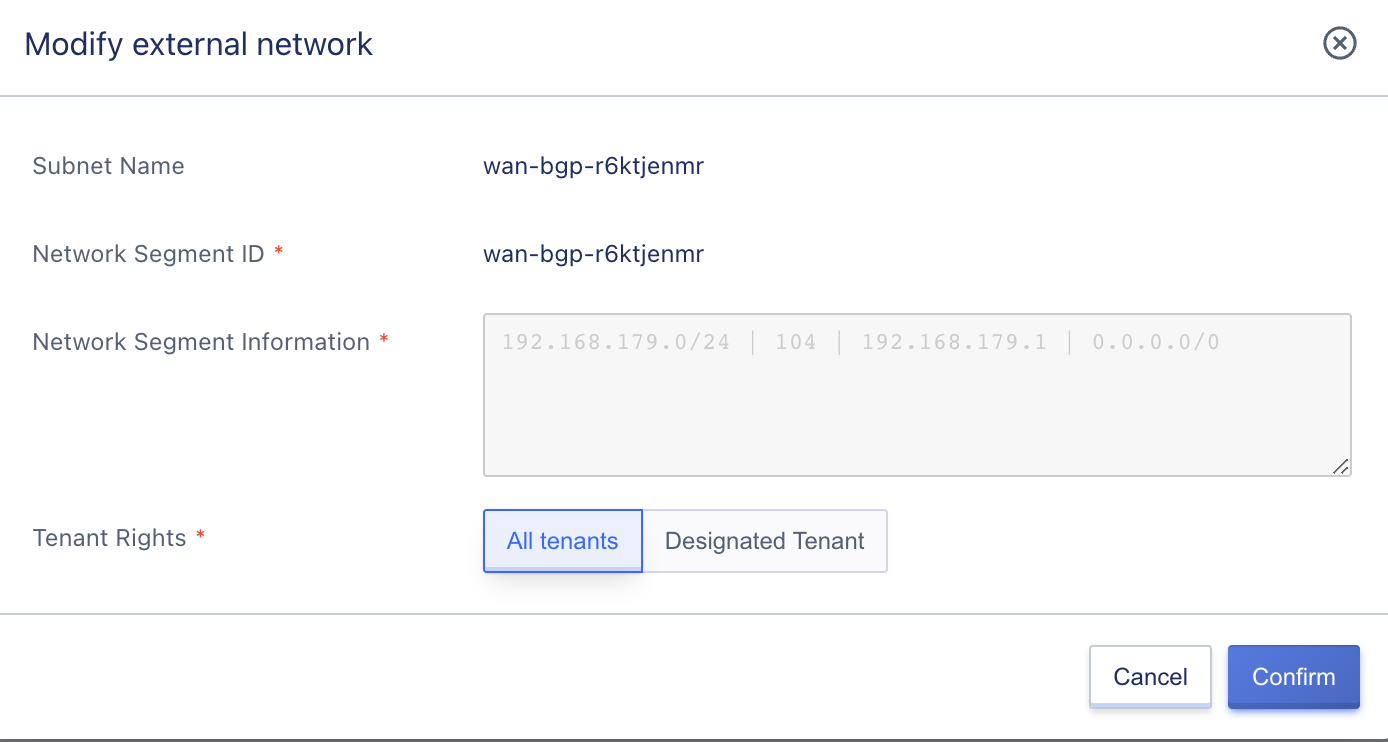 Modify external network
Subnet Name wan-bgp-r6ktjenmr
Network Segment ID * wan-bgp-r6ktjenmr
Network Segment Information * 192.168.179.0/24 | 104 | 192.168.179.1 | 0.0.0.0/0
Tenant Rights * All tenants Designated Tenant
Cancel Confirm